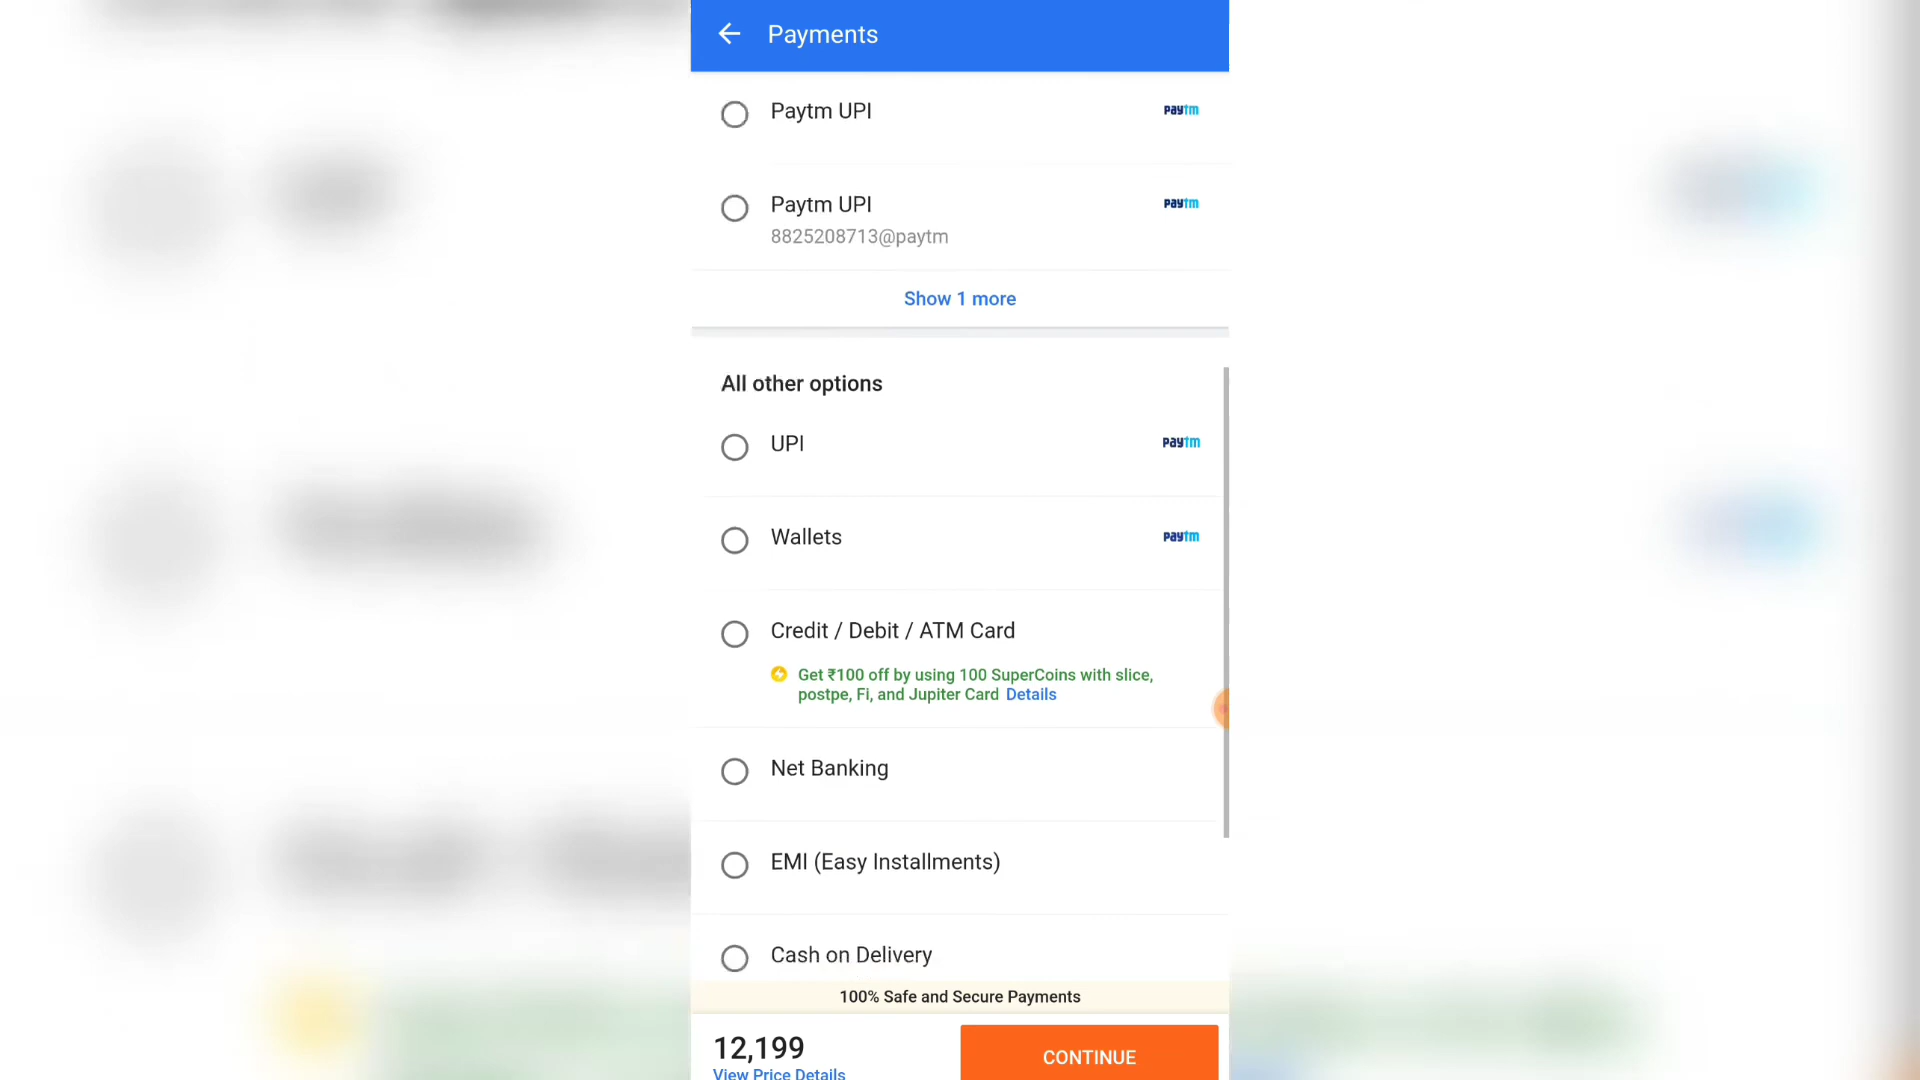 Payments
Paytm UPI
paytm
Paytm UPI
paytm
8825208713@paytm
Show 1 more
All other options
UPI
paytm
Wallets
paytm
Credit / Debit / ATM Card
Get ₹100 off by using 100 SuperCoins with slice,
postpe, Fi, and Jupiter Card Details
Net Banking
EMI (Easy Installments)
Cash on Delivery
100% Safe and Secure Payments
12,199
CONTINUE
View Price Details